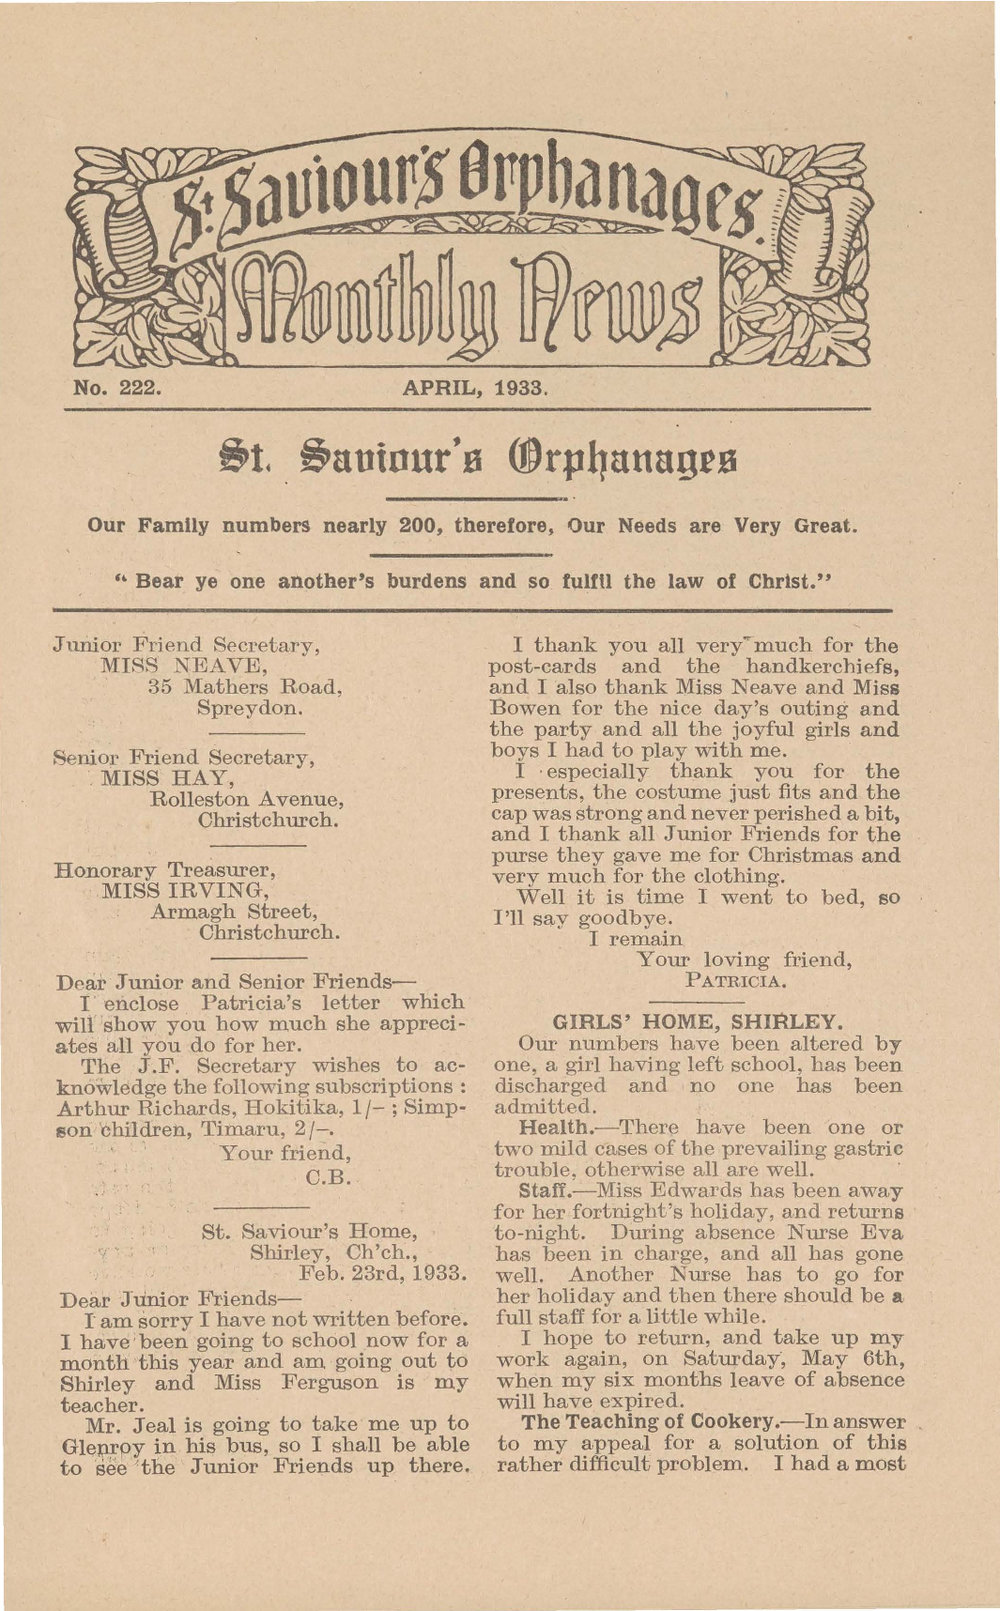 St Saviour's Orphanages.
Monthly News
No. 222.
APRIL, 1933.
St. Saviour's Orphanages
Our Family numbers nearly 200, therefore, Our Needs are Very Great.
“ Bear ye one another's burdens and so fulfil the law of Christ.”
Junior Friend Secretary,
MISS NEAVE,
35 Mathers Road,
Spreydon.
Senior Friend Secretary,
MISS HAY,
Rolleston Avenue,
Christchurch.
Honorary Treasurer,
MISS IRVING,
Armagh Street,
Christchurch.
Dear Junior and Senior Friends—
I enclose Patricia's letter which
will show you how much she appreci-
ates all you do for her.
The J.F. Secretary wishes to ac-
knowledge the following subscriptions :
Arthur Richards, Hokitika, 1/– ; Simp-
son children, Timaru, 2/–.
Your friend,
C.B.
St. Saviour's Home,
Shirley, Ch'ch.,
Feb. 23rd, 1933.
Dear Junior Friends—
I am sorry I have not written before.
I have been going to school now for a
month this year and am going out to
Shirley and Miss Ferguson is my
teacher.
Mr. Jeal is going to take me up to
Glenroy in his bus, so I shall be able
to see the Junior Friends up there.
I thank you all very much for the
post-cards and the handkerchiefs,
and I also thank Miss Neave and Miss
Bowen for the nice day's outing and
the party and all the joyful girls and
boys I had to play with me.
I especially thank you for the
presents, the costume just fits and the
cap was strong and never perished a bit,
and I thank all Junior Friends for the
purse they gave me for Christmas and
very much for the clothing.
Well it is time I went to bed, so
I'll say goodbye.
I remain
Your loving friend,
PATRICIA.
GIRLS' HOME, SHIRLEY.
Our numbers have been altered by
one, a girl having left school, has been
discharged and no one has been
admitted.
Health.—There have been one or
two mild cases of the prevailing gastric
trouble, otherwise all are well.
Staff.—Miss Edwards has been away
for her fortnight's holiday, and returns
to-night. During absence Nurse Eva
has been in charge, and all has gone
well. Another Nurse has to go for
her holiday and then there should be a
full staff for a little while.
I hope to return, and take up my
work again, on Saturday, May 6th,
when my six months leave of absence
will have expired.
The Teaching of Cookery.—In answer
to my appeal for a solution of this
rather difficult problem. I had a most